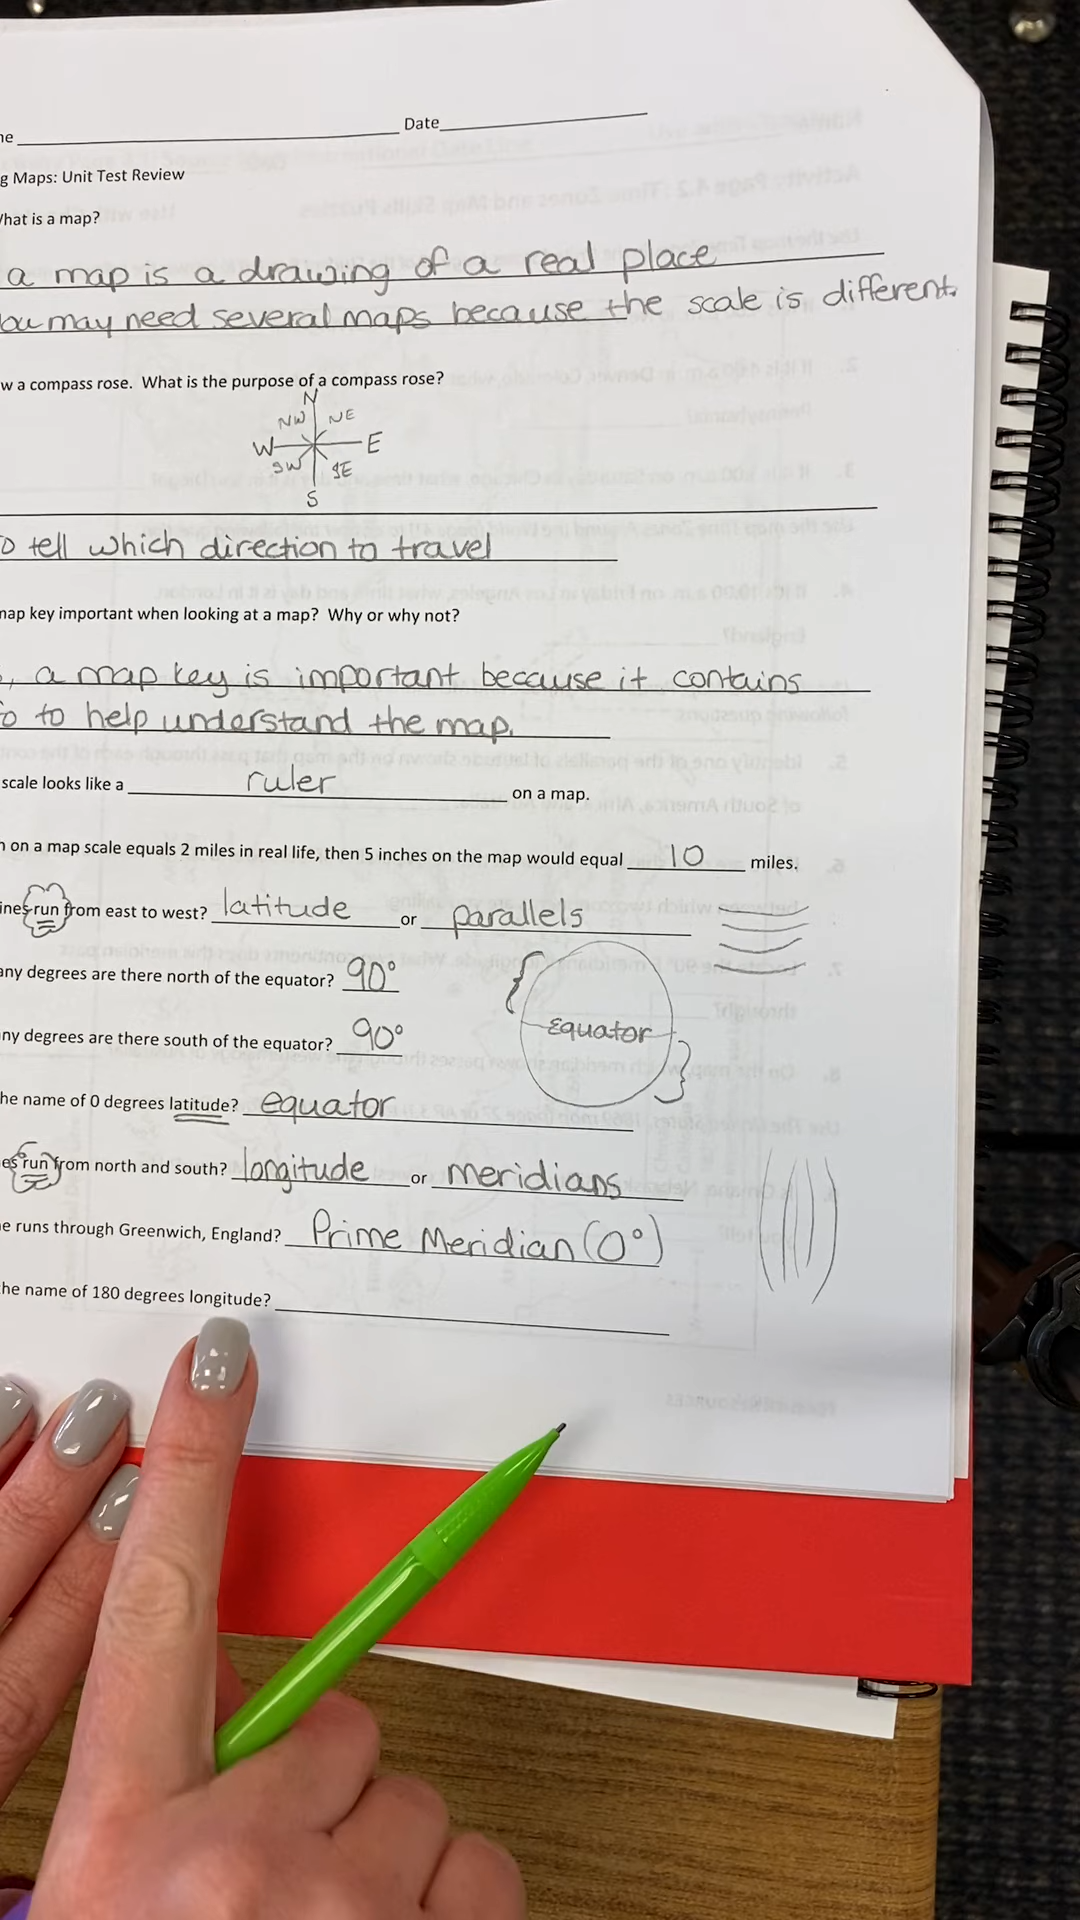 Date
g Maps: Unit Test Review
What is a map?
a map is a drawing of a real place
ou may need several maps because the scale is different.
w a compass rose. What is the purpose of a compass rose?
N
NW NE
W E
SW SE
S
o tell which direction to travel
map key important when looking at a map? Why or why not?
, a map key is important because it contains
fo to help understand the map.
scale looks like a ruler on a map.
on a map scale equals 2 miles in real life, then 5 inches on the map would equal 10 miles.
ines run from east to west? latitude or parallels
any degrees are there north of the equator? 90°
Equator
ny degrees are there south of the equator? 90°
he name of 0 degrees latitude? equator
es run from north and south? longitude or meridians
e runs through Greenwich, England? Prime Meridian (0°)
he name of 180 degrees longitude?